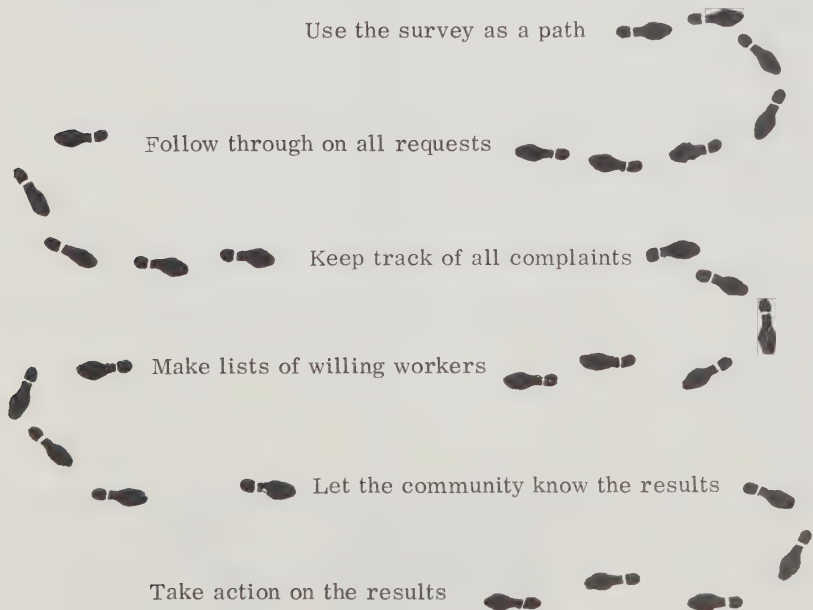 Use the survey as a path
Follow through on all requests
Keep track of all complaints
Make lists of willing workers
Let the community know the results
Take action on the results